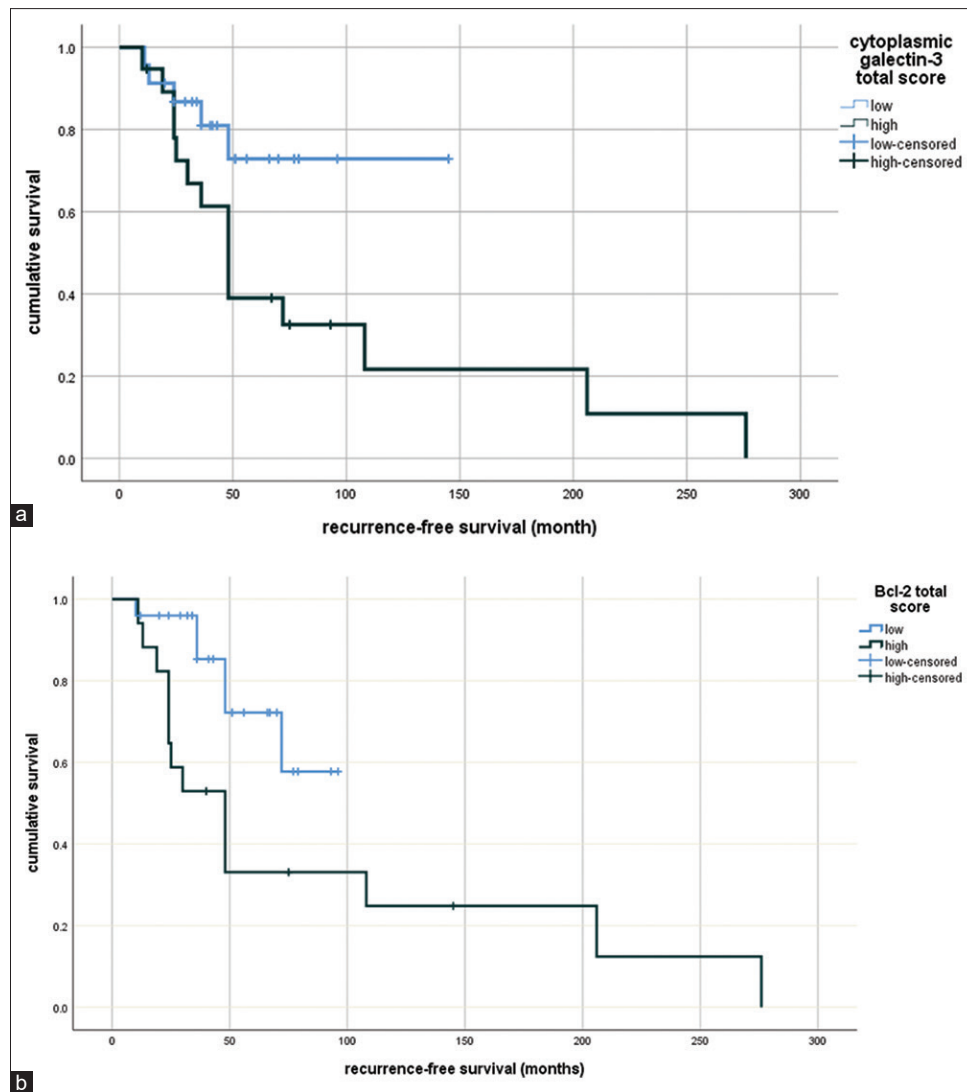 cytoplasmic
galectin-3
total score
low
high
low-censored
high-censored
1.0
0.8
0.6
0.4
0.2
0.0
cumulative survival
0 50 100 150 200 250 300
recurrence-free survival (month)
a
Bcl-2 total
score
low
high
low-censored
high-censored
1.0
0.8
0.6
0.4
0.2
0.0
cumulative survival
0 50 100 150 200 250 300
recurrence-free survival (months)
b